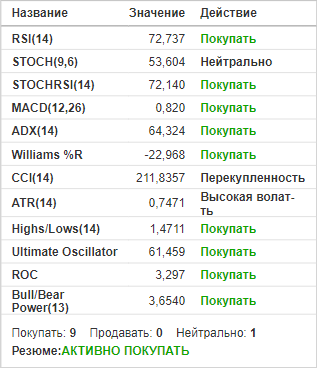 Название Значение Действие
RSI(14) 72,737 Покупать
STOCH(9,6) 53,604 Нейтрально
STOCHRSI(14) 72,140 Покупать
MACD(12,26) 0,820 Покупать
ADX(14) 64,324 Покупать
Williams %R -22,968 Покупать
CCI(14) 211,8357 Перекупленность
ATR(14) 0,7471 Высокая волат-
ть
Highs/Lows(14) 1,4711 Покупать
Ultimate Oscillator 61,459 Покупать
ROC 3,297 Покупать
Bull/Bear
Power(13) 3,6540 Покупать
Покупать: 9 Продавать: 0 Нейтрально: 1
Резюме:АКТИВНО ПОКУПАТЬ